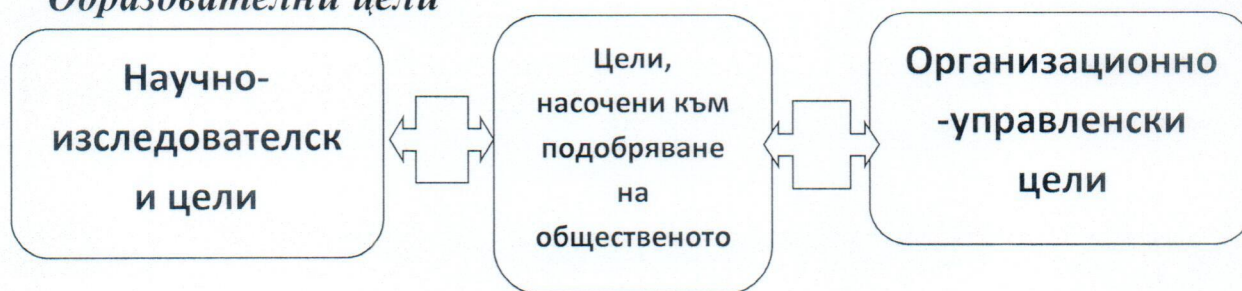 Образователни цели
Научно-
изследователск
и цели
Цели,
насочени към
подобряване
на
общественото
Организационно
-управленски
цели